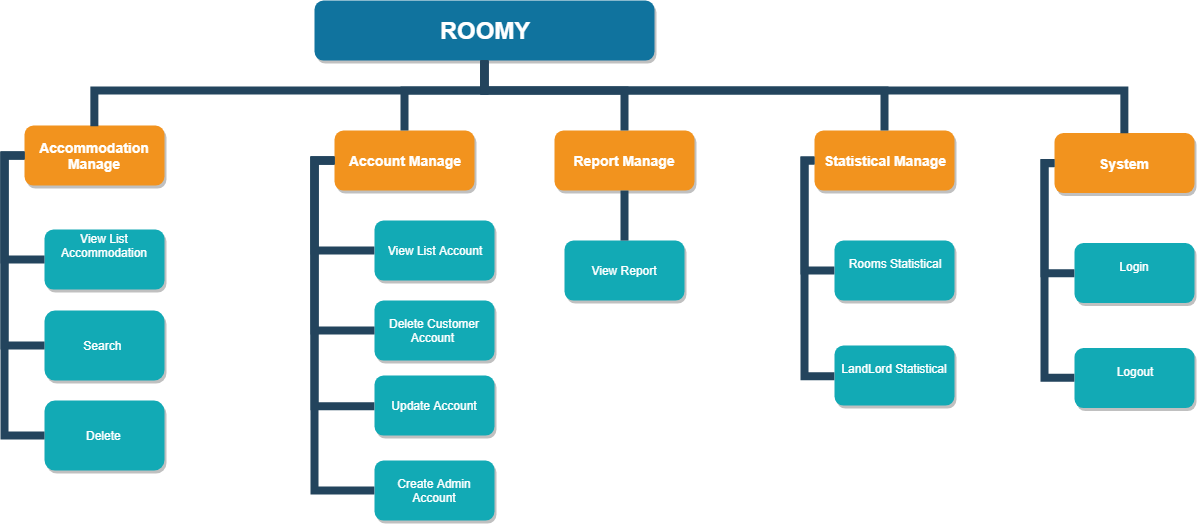 ROOMY
Accommodation
Manage
View List
Accommodation
Search
Delete
Account Manage
View List Account
Delete Customer
Account
Update Account
Create Admin
Account
Report Manage
View Report
Statistical Manage
Rooms Statistical
LandLord Statistical
System
Login
Logout